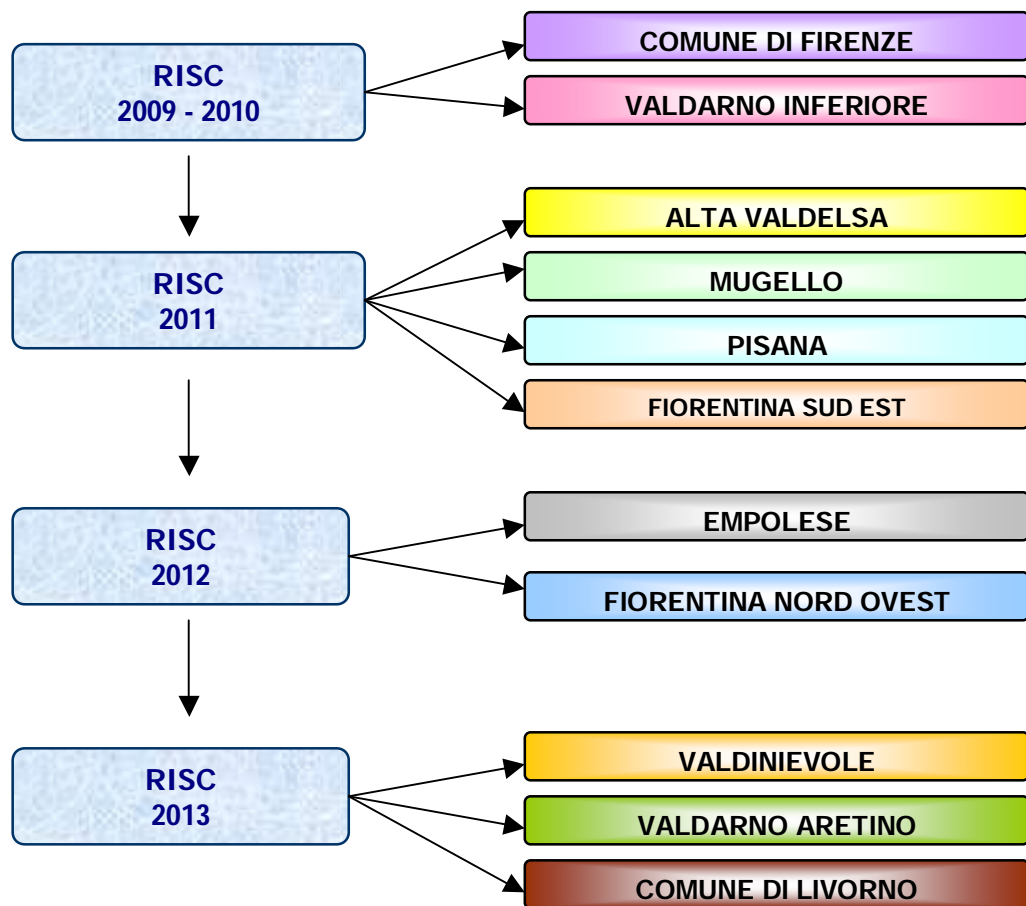 RISC
2009 - 2010
COMUNE DI FIRENZE
VALDARNO INFERIORE
RISC
2011
ALTA VALDELSA
MUGELLO
PISANA
FIORENTINA SUD EST
RISC
2012
EMPOLESE
FIORENTINA NORD OVEST
RISC
2013
VALDINIEVOLE
VALDARNO ARETINO
COMUNE DI LIVORNO